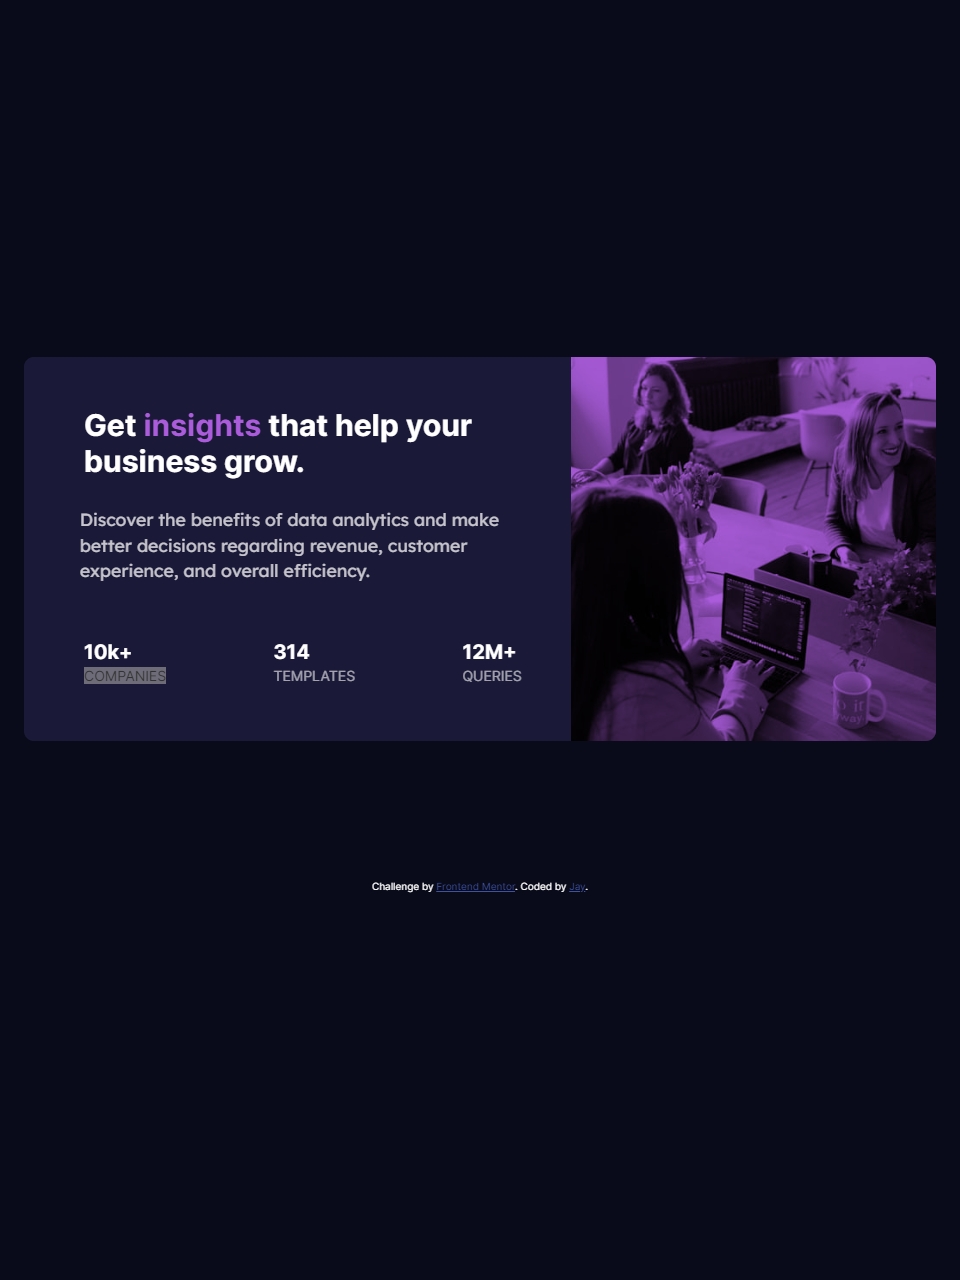 Get insights that help your
business grow.
Discover the benefits of data analytics and make
better decisions regarding revenue, customer
experience, and overall efficiency.
10k+ 314 12M+
COMPANIES TEMPLATES QUERIES
Challenge by Frontend Mentor. Coded by Jay.